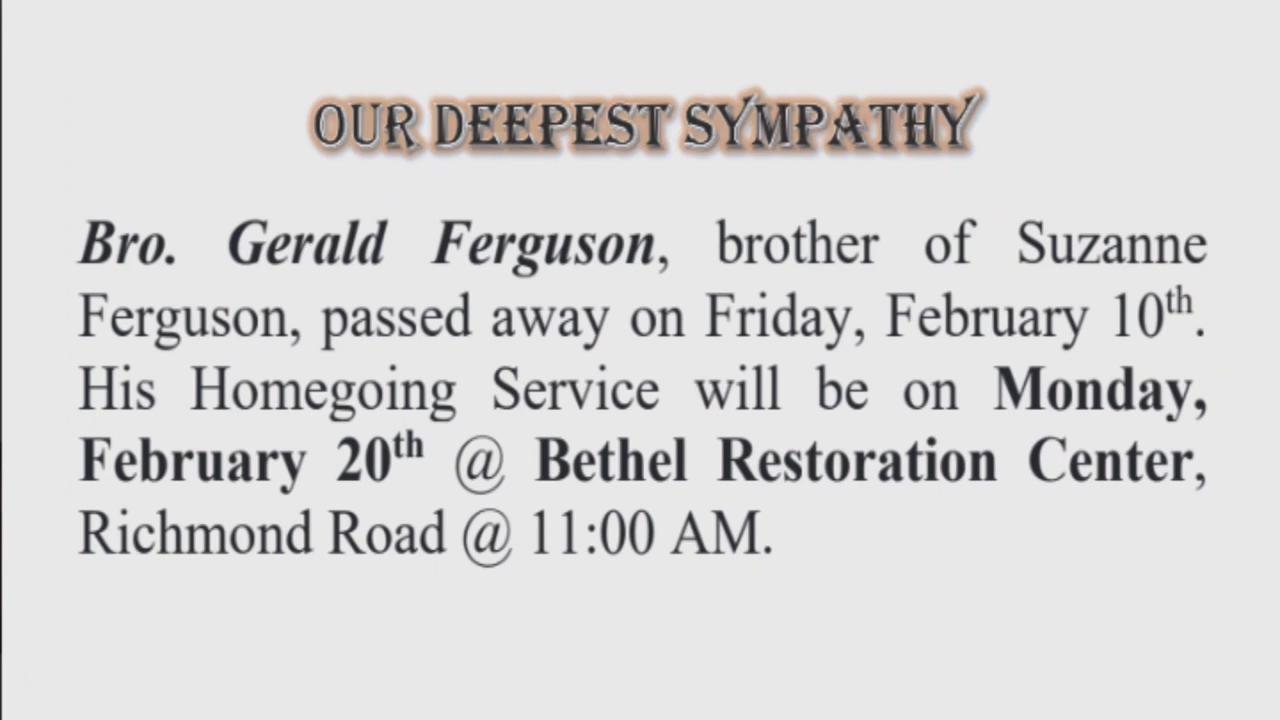 OUR DEEPEST SYMPATHY
Bro. Gerald Ferguson, brother of Suzanne
Ferguson, passed away on Friday, February 10th.
His Homegoing Service will be on Monday,
February 20th @ Bethel Restoration Center,
Richmond Road @ 11:00 AM.